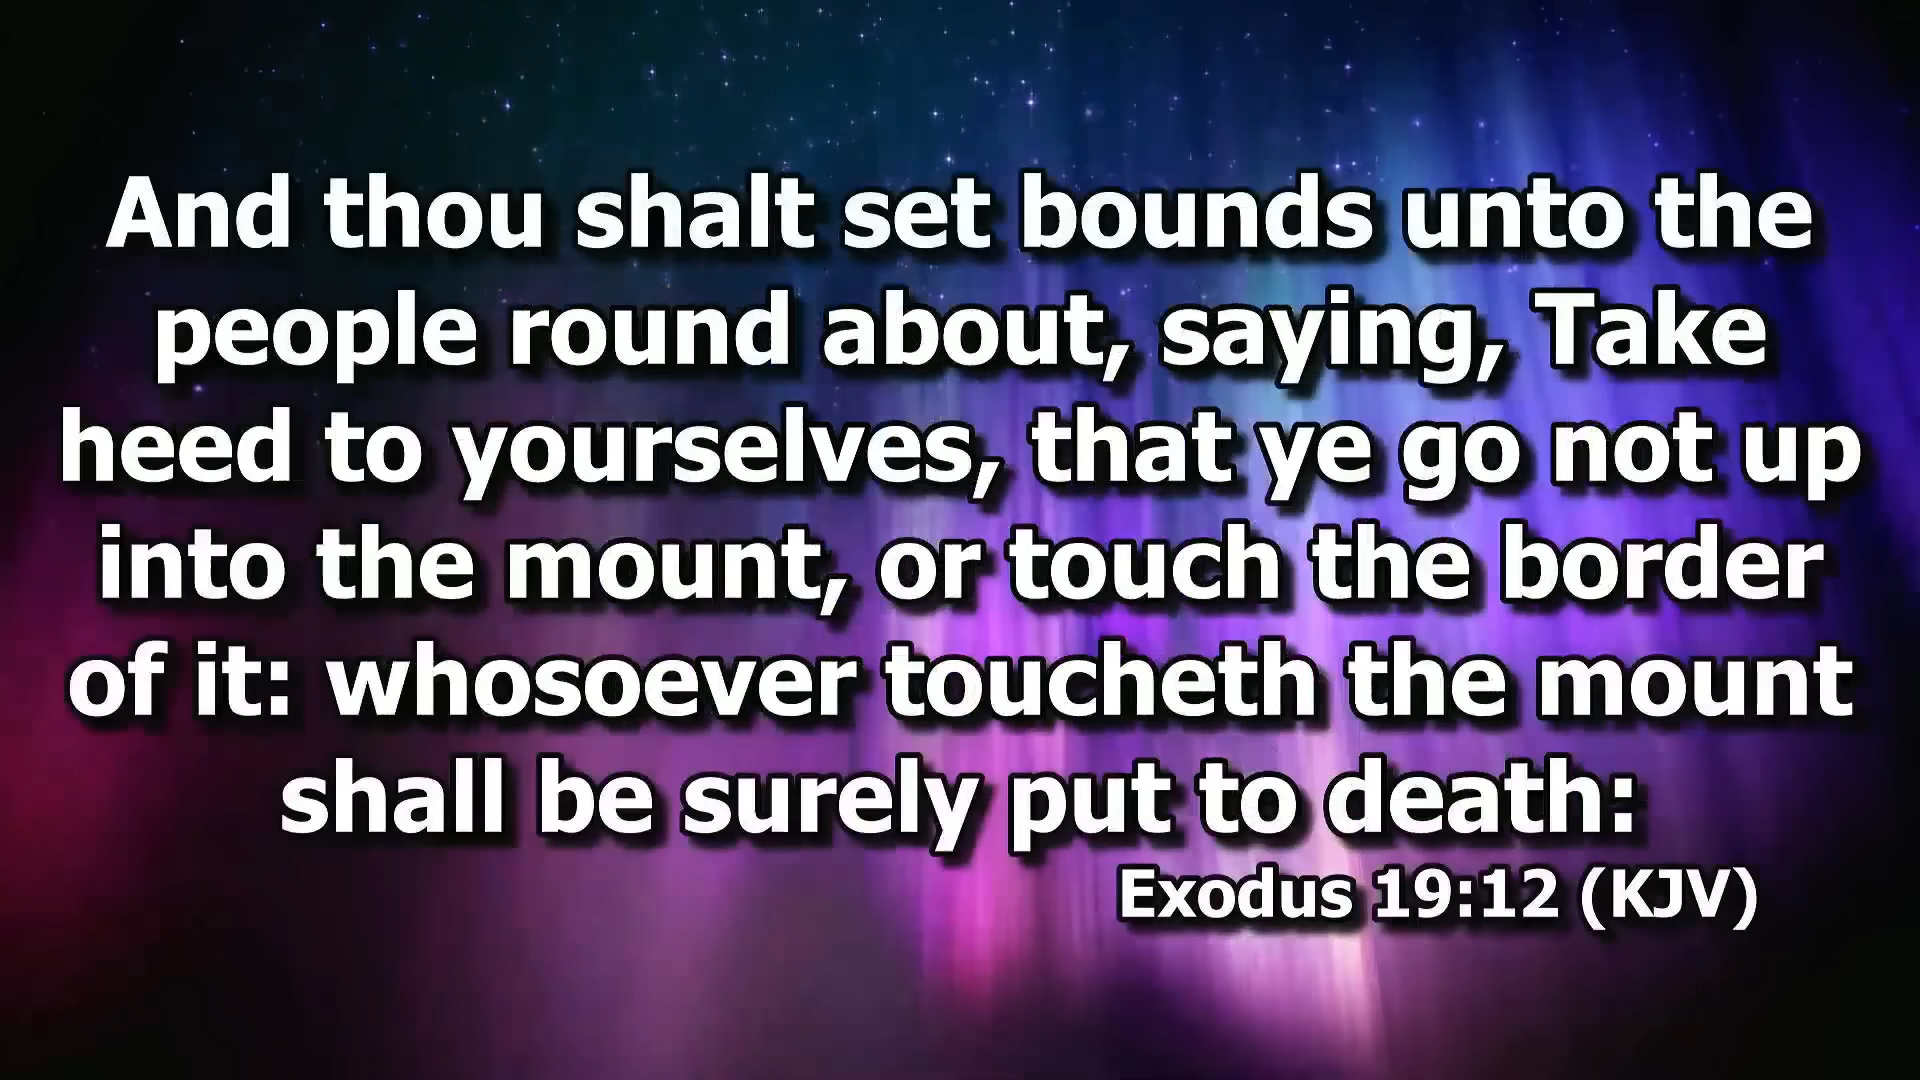 And thou shalt set bounds unto the
people round about, saying, Take
heed to yourselves, that ye go not up
into the mount, or touch the border
of it: whosoever toucheth the mount
shall be surely put to death:
Exodus 19:12 (KJV)